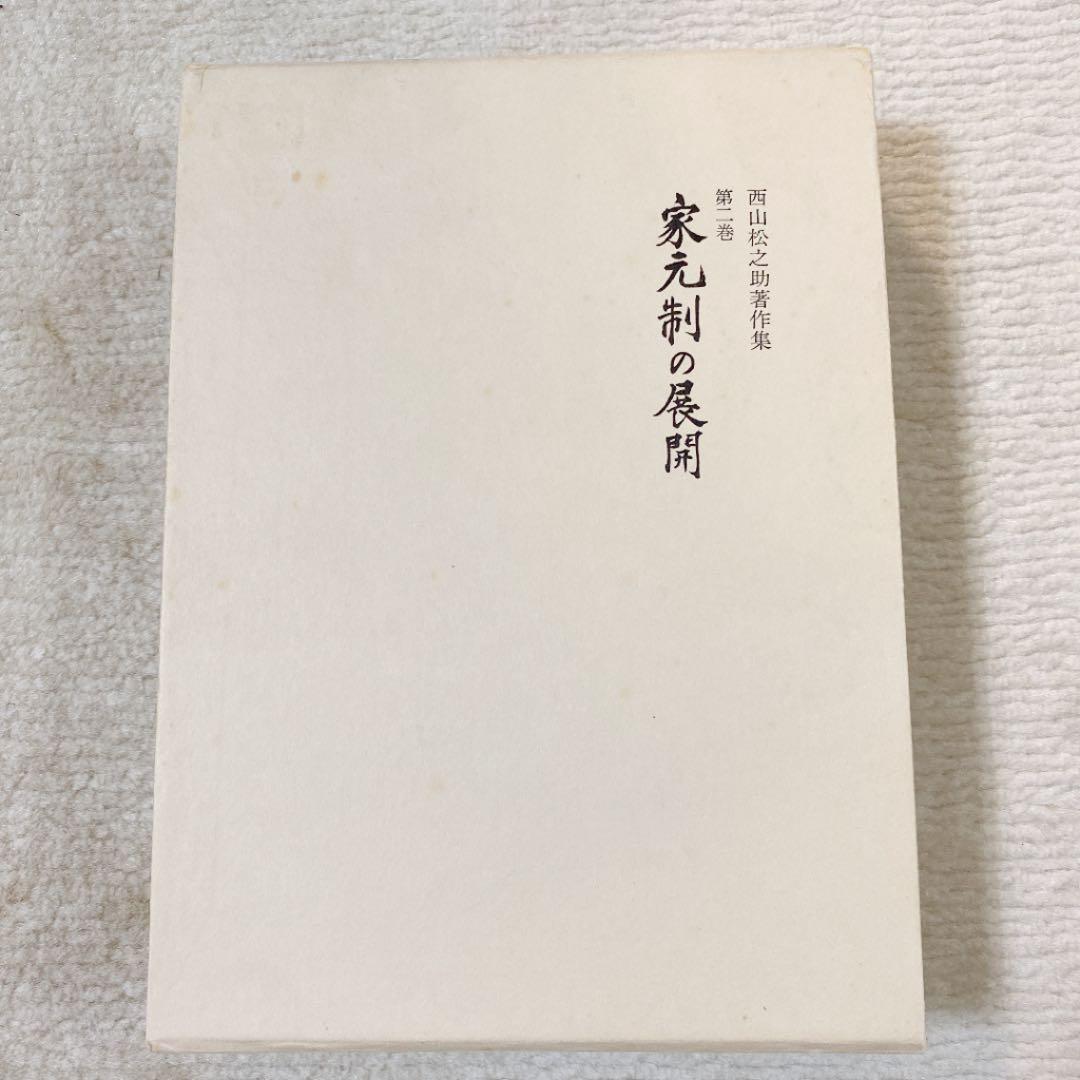 西山松之助著作集
第二巻
家元制の展開